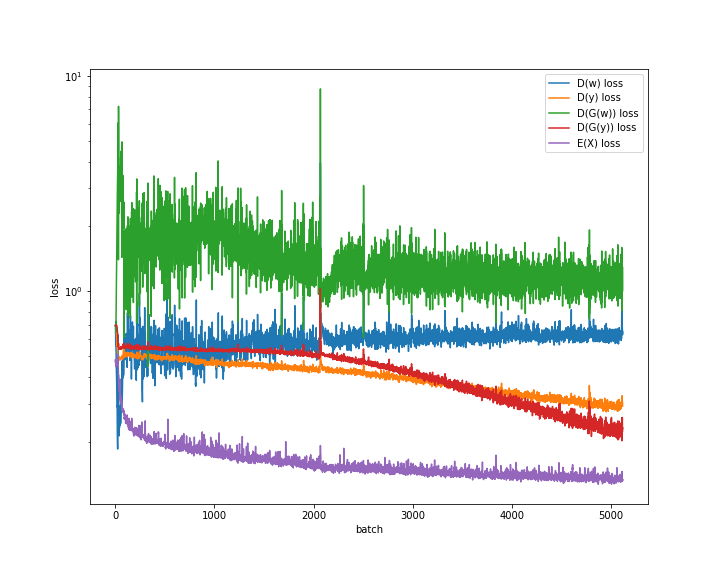 10¹
10⁰
loss
0
1000
2000
3000
4000
5000
batch
D(w) loss
D(y) loss
D(G(w)) loss
D(G(y)) loss
E(X) loss